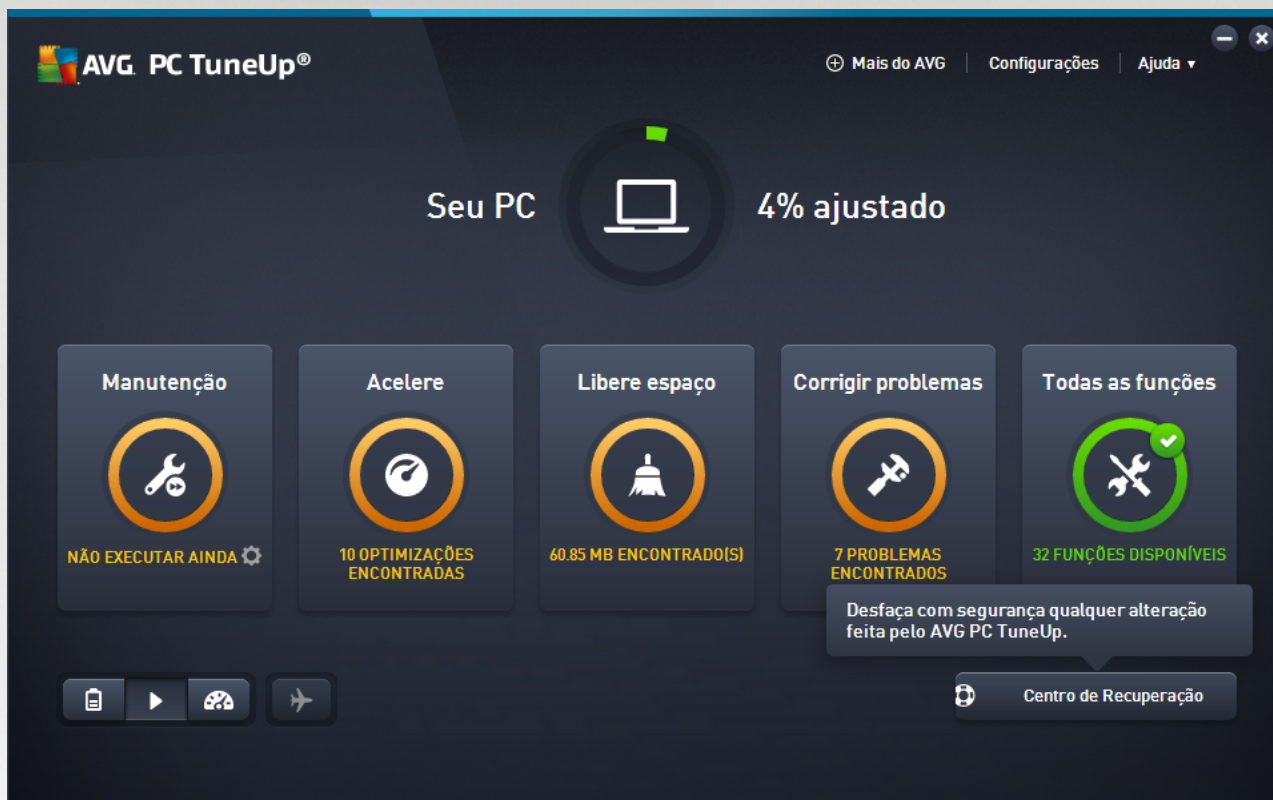 AVG. PC TuneUp®
Mais do AVG
Configurações
Ajuda
Seu PC
4% ajustado
Manutenção
NÃO EXECUTAR AINDA
Acelere
10 OPTIMIZAÇÕES
ENCONTRADAS
Libere espaço
60.85 MB ENCONTRADO(S)
Corrigir problemas
7 PROBLEMAS
ENCONTRADOS
Todas as funções
32 FUNÇÕES DISPONÍVEIS
Desfaça com segurança qualquer alteração
feita pelo AVG PC TuneUp.
Centro de Recuperação